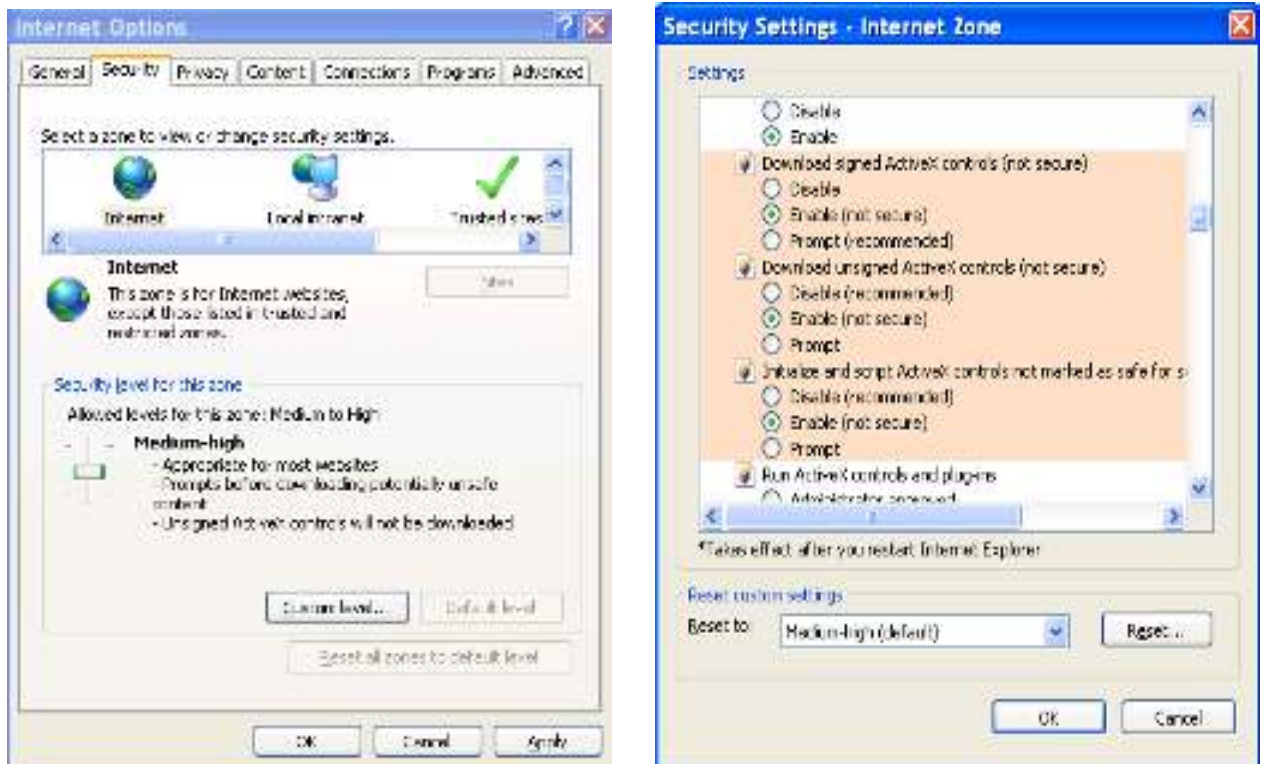 Internet Options
General Security Privacy Content Connections Programs Advanced
Select a zone to view or change security settings.
Internet Local intranet Trusted sites
Internet
Sites
This zone is for Internet websites,
except those listed in trusted and
restricted zones.
Security level for this zone
Allowed levels for this zone: Medium to High
Medium-high
- Appropriate for most websites
- Prompts before downloading potentially unsafe
content
- Unsigned ActiveX controls will not be downloaded
Custom level... Default level
Reset all zones to default level
OK Cancel Apply
Security Settings - Internet Zone
Settings
Disable
Enable
Download signed ActiveX controls (not secure)
Disable
Enable (not secure)
Prompt (recommended)
Download unsigned ActiveX controls (not secure)
Disable (recommended)
Enable (not secure)
Prompt
Initialize and script ActiveX controls not marked as safe for s
Disable (recommended)
Enable (not secure)
Prompt
Run ActiveX controls and plug-ins
Administrator approved
*Takes effect after you restart Internet Explorer
Reset custom settings
Reset to: Medium-high (default) Reset...
OK Cancel